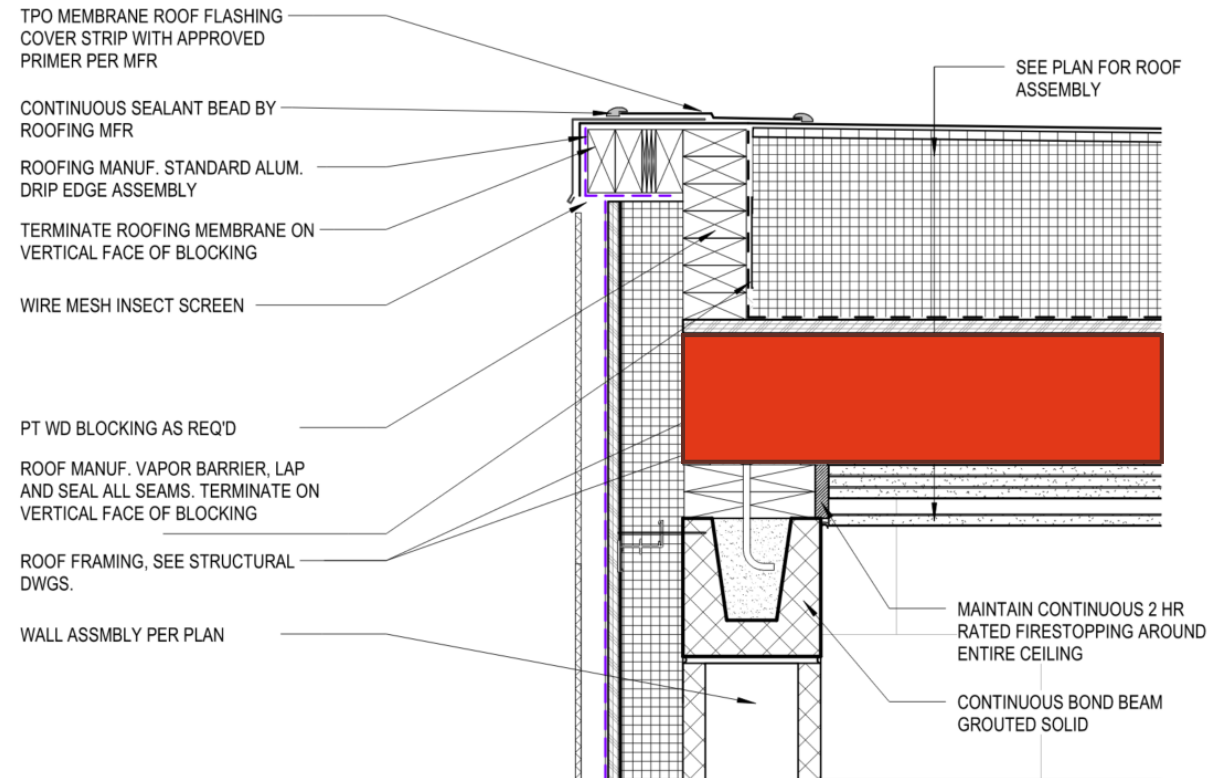 TPO MEMBRANE ROOF FLASHING
COVER STRIP WITH APPROVED
PRIMER PER MFR
CONTINUOUS SEALANT BEAD BY
ROOFING MFR
ROOFING MANUF. STANDARD ALUM.
DRIP EDGE ASSEMBLY
TERMINATE ROOFING MEMBRANE ON
VERTICAL FACE OF BLOCKING
WIRE MESH INSECT SCREEN
PT WD BLOCKING AS REQ'D
ROOF MANUF. VAPOR BARRIER, LAP
AND SEAL ALL SEAMS. TERMINATE ON
VERTICAL FACE OF BLOCKING
ROOF FRAMING, SEE STRUCTURAL
DWGS.
WALL ASSMBLY PER PLAN
SEE PLAN FOR ROOF
ASSEMBLY
MAINTAIN CONTINUOUS 2 HR
RATED FIRESTOPPING AROUND
ENTIRE CEILING
CONTINUOUS BOND BEAM
GROUTED SOLID